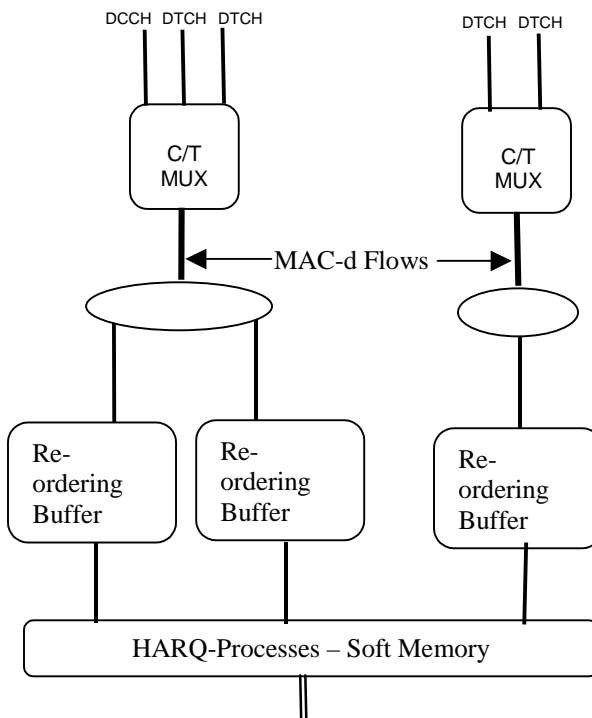 DCCH DTCH DTCH
DTCH DTCH
C/T
MUX
C/T
MUX
MAC-d Flows
Re-
ordering
Buffer
Re-
ordering
Buffer
Re-
ordering
Buffer
HARQ-Processes – Soft Memory